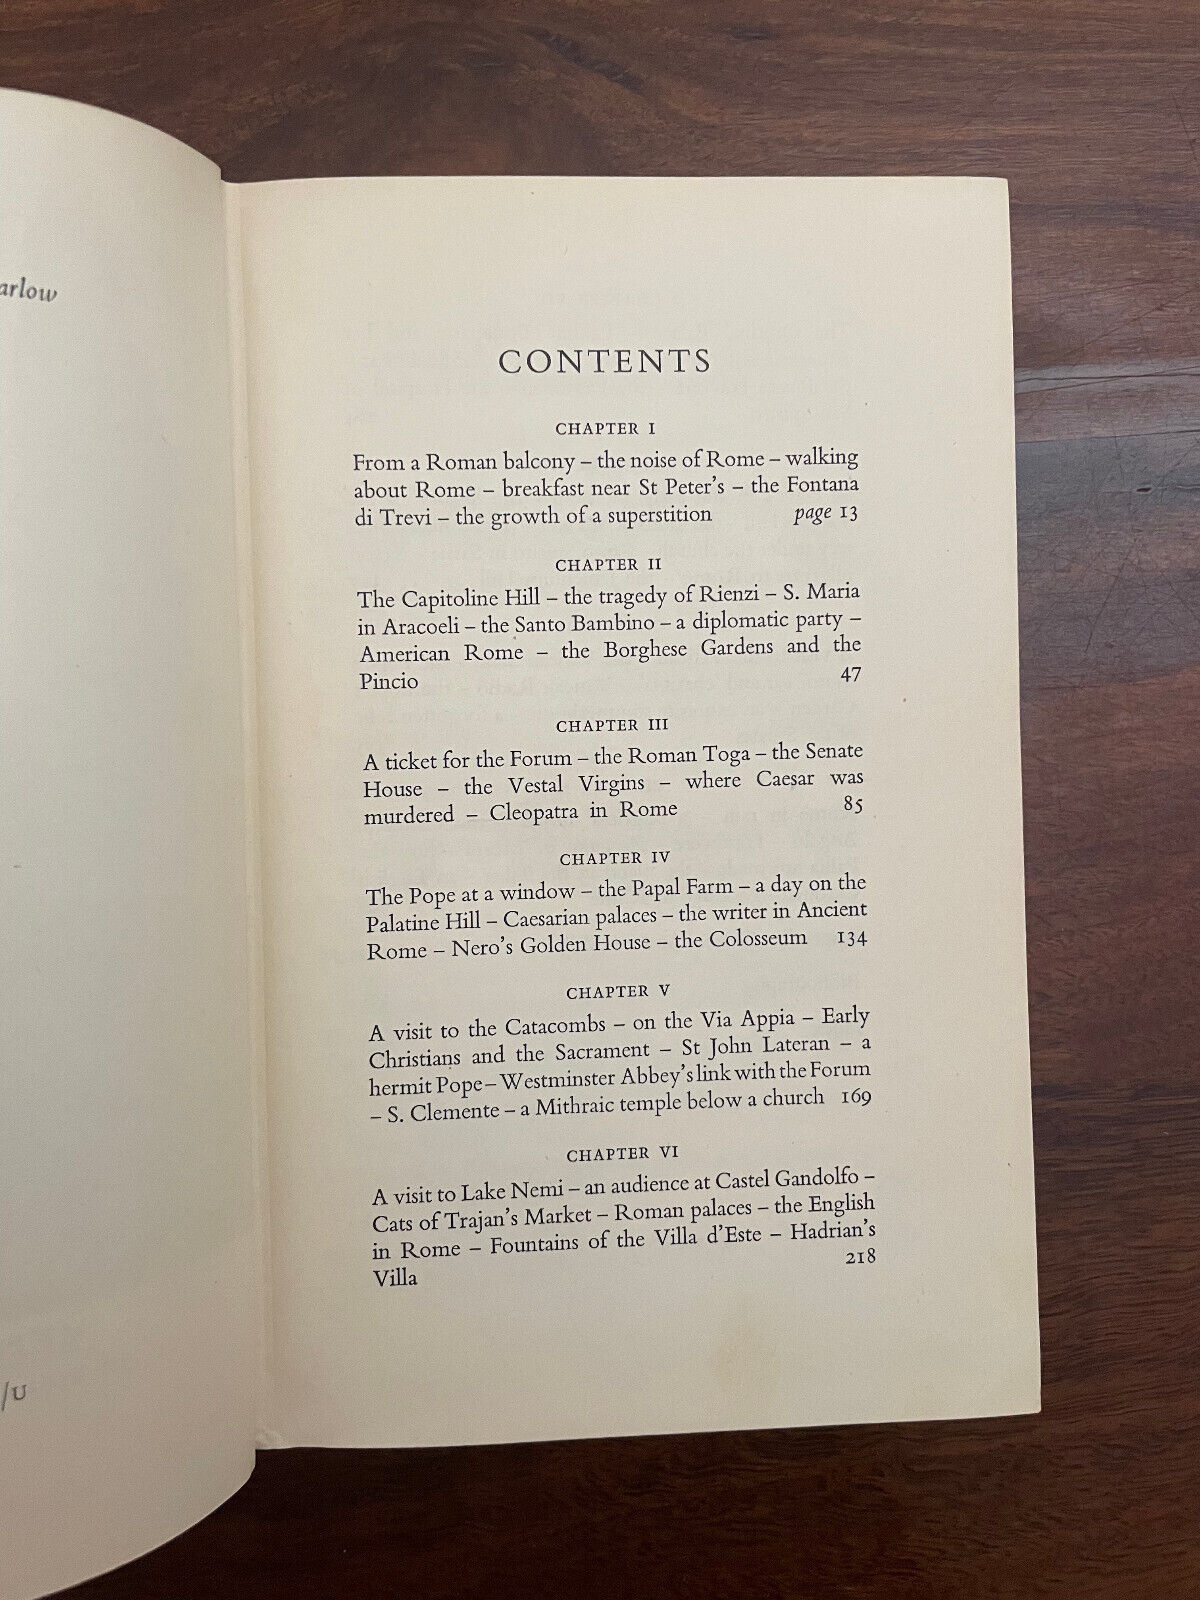 arlow
/U
CONTENTS
CHAPTER I
From a Roman balcony – the noise of Rome – walking
about Rome – breakfast near St Peter's – the Fontana
di Trevi – the growth of a superstition page 13
CHAPTER II
The Capitoline Hill – the tragedy of Rienzi – S. Maria
in Aracoeli – the Santo Bambino – a diplomatic party –
American Rome – the Borghese Gardens and the
Pincio 47
CHAPTER III
A ticket for the Forum – the Roman Toga – the Senate
House – the Vestal Virgins – where Caesar was
murdered – Cleopatra in Rome 85
CHAPTER IV
The Pope at a window – the Papal Farm – a day on the
Palatine Hill – Caesarian palaces – the writer in Ancient
Rome – Nero's Golden House – the Colosseum 134
CHAPTER V
A visit to the Catacombs – on the Via Appia – Early
Christians and the Sacrament – St John Lateran – a
hermit Pope – Westminster Abbey's link with the Forum
– S. Clemente – a Mithraic temple below a church 169
CHAPTER VI
A visit to Lake Nemi – an audience at Castel Gandolfo –
Cats of Trajan's Market – Roman palaces – the English
in Rome – Fountains of the Villa d'Este – Hadrian's
Villa 218